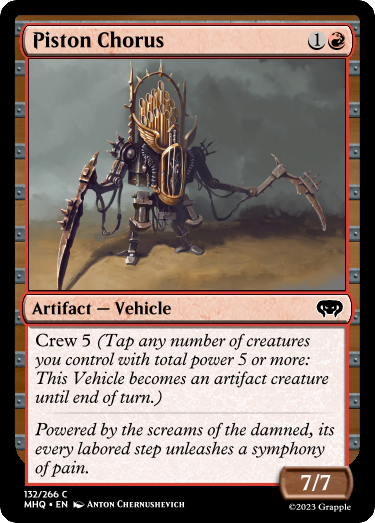 Piston Chorus 1
Artifact — Vehicle
Crew 5 (Tap any number of creatures
you control with total power 5 or more:
This Vehicle becomes an artifact creature
until end of turn.)
Powered by the screams of the damned, its
every labored step unleashes a symphony
of pain.
7/7
132/266 C
MHQ • EN Anton Chernushevich
©2023 Grapple